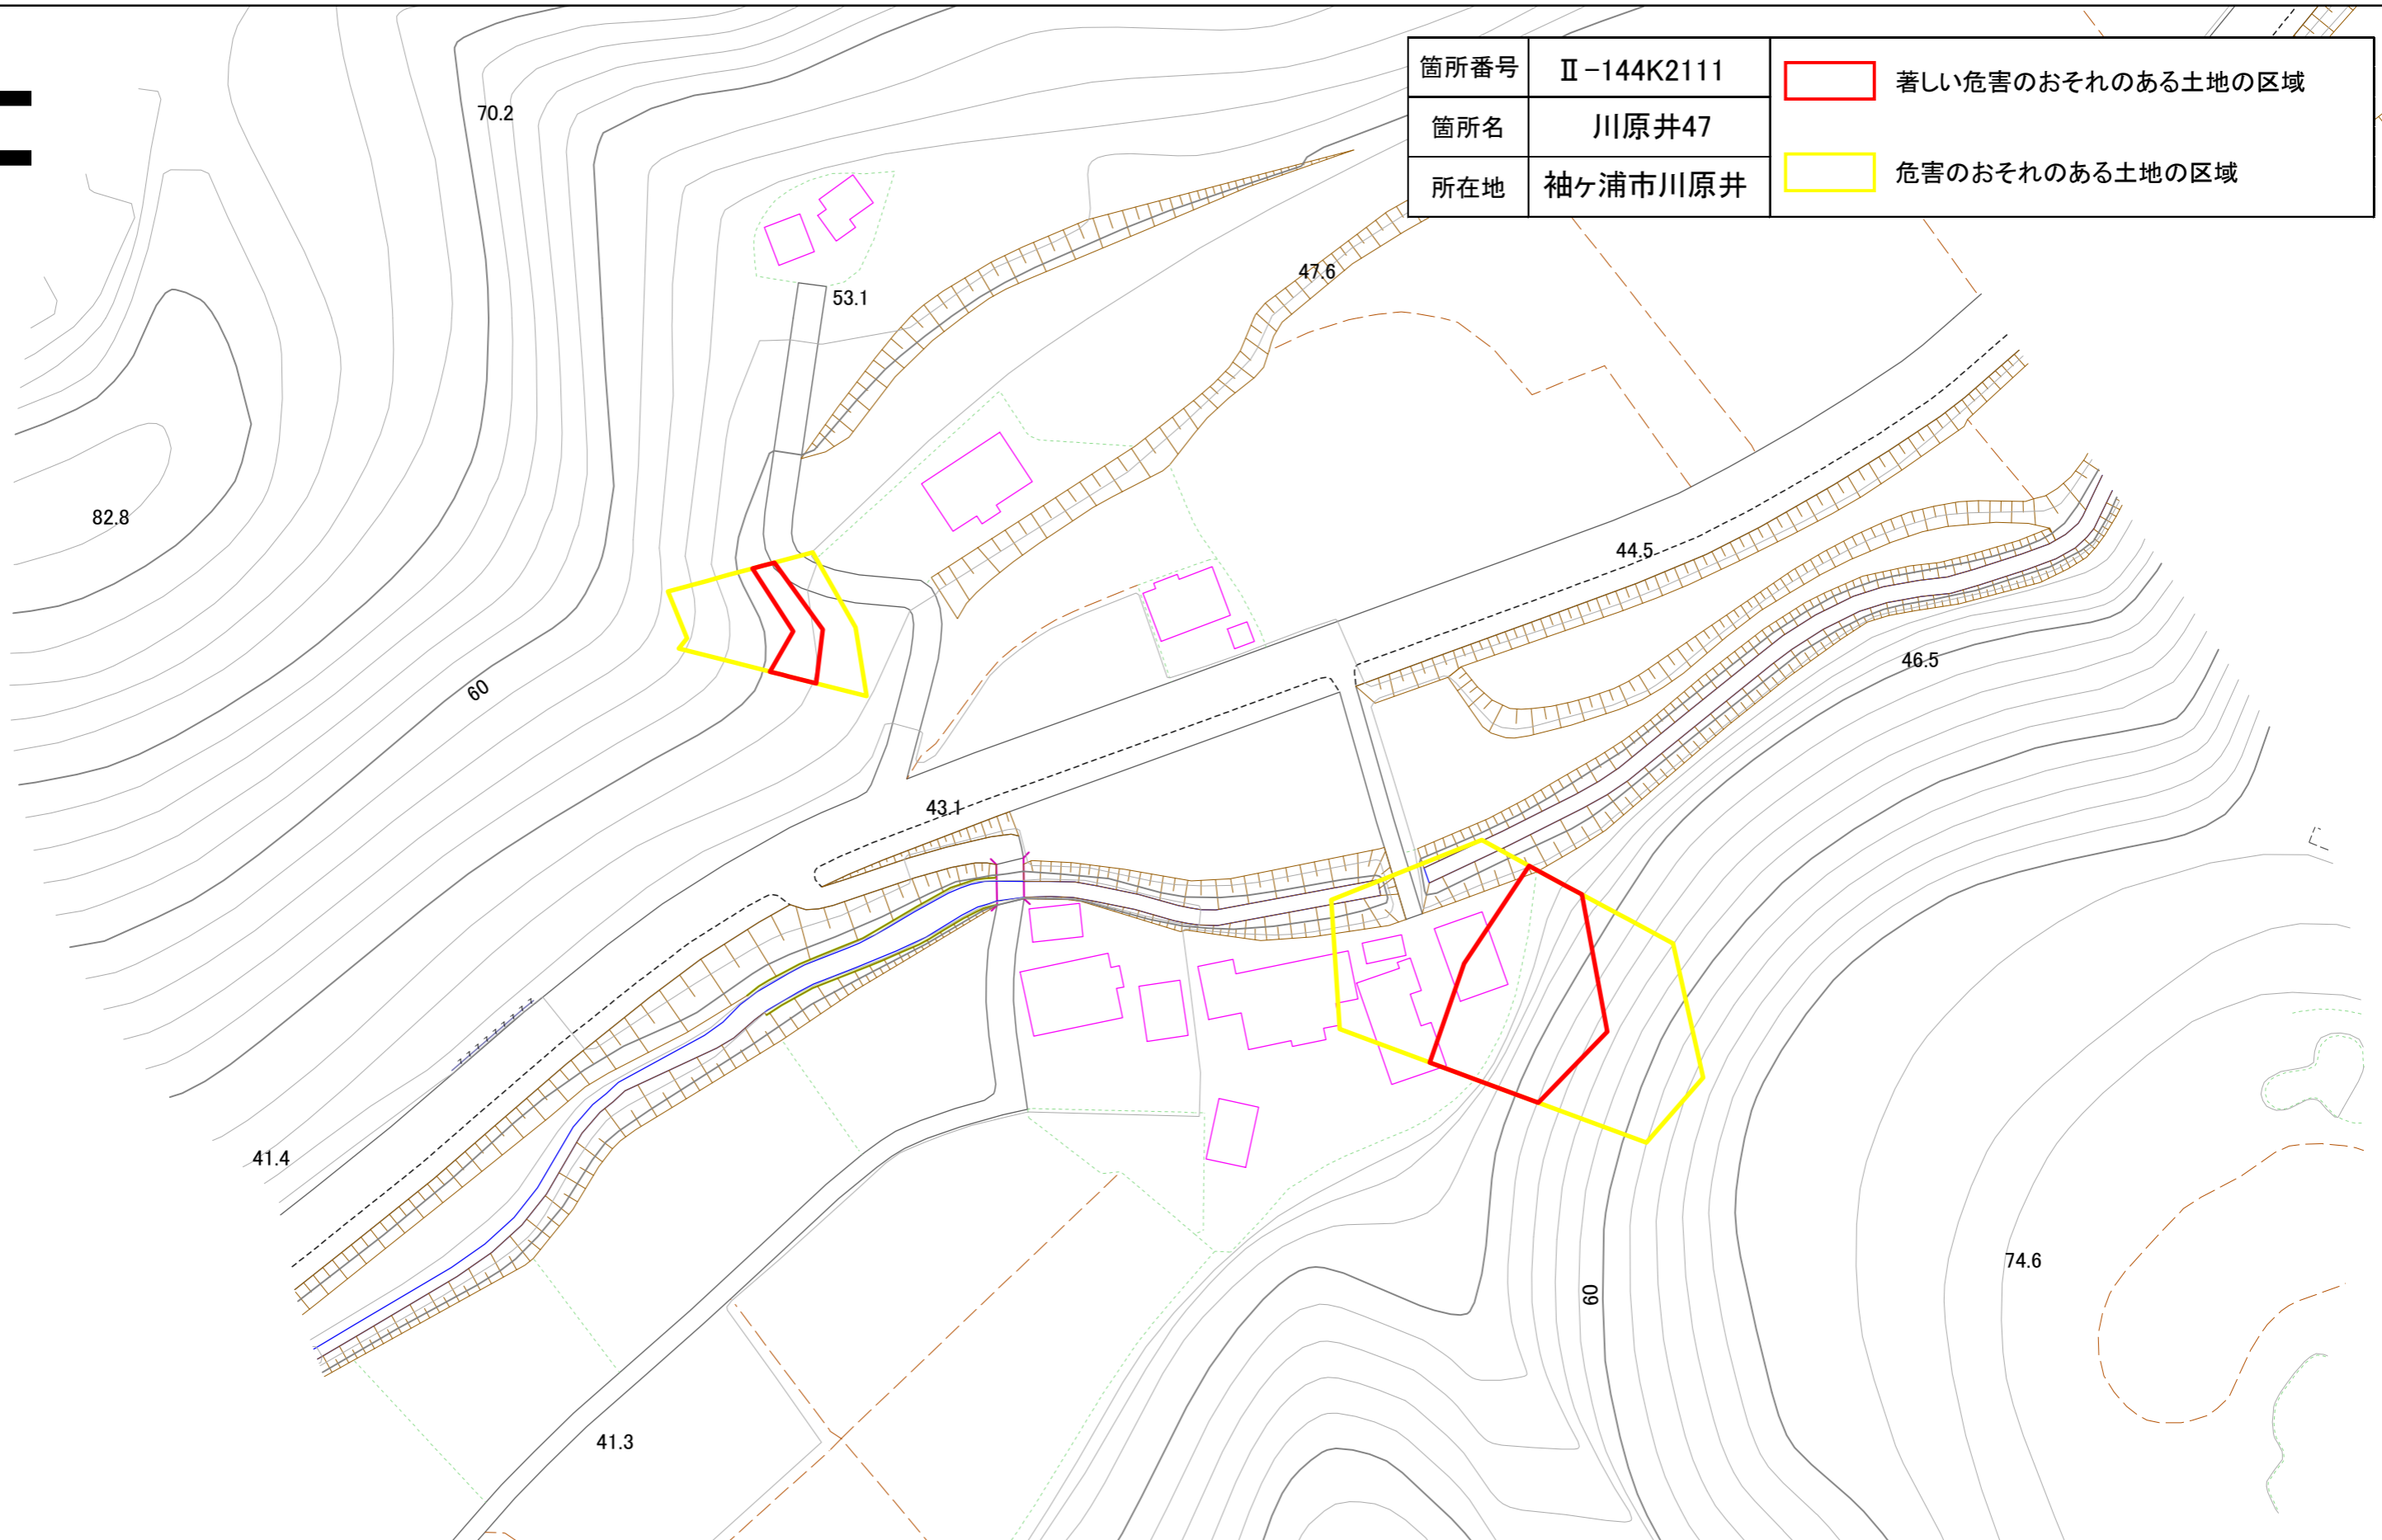 箇所番号 Ⅱ-144K2111
箇所名 川原井47
所在地 袖ヶ浦市川原井
著しい危害のおそれのある土地の区域
危害のおそれのある土地の区域
70.2
47.6
53.1
82.8
44.5
46.5
60
43.1
41.4
74.6
60
41.3